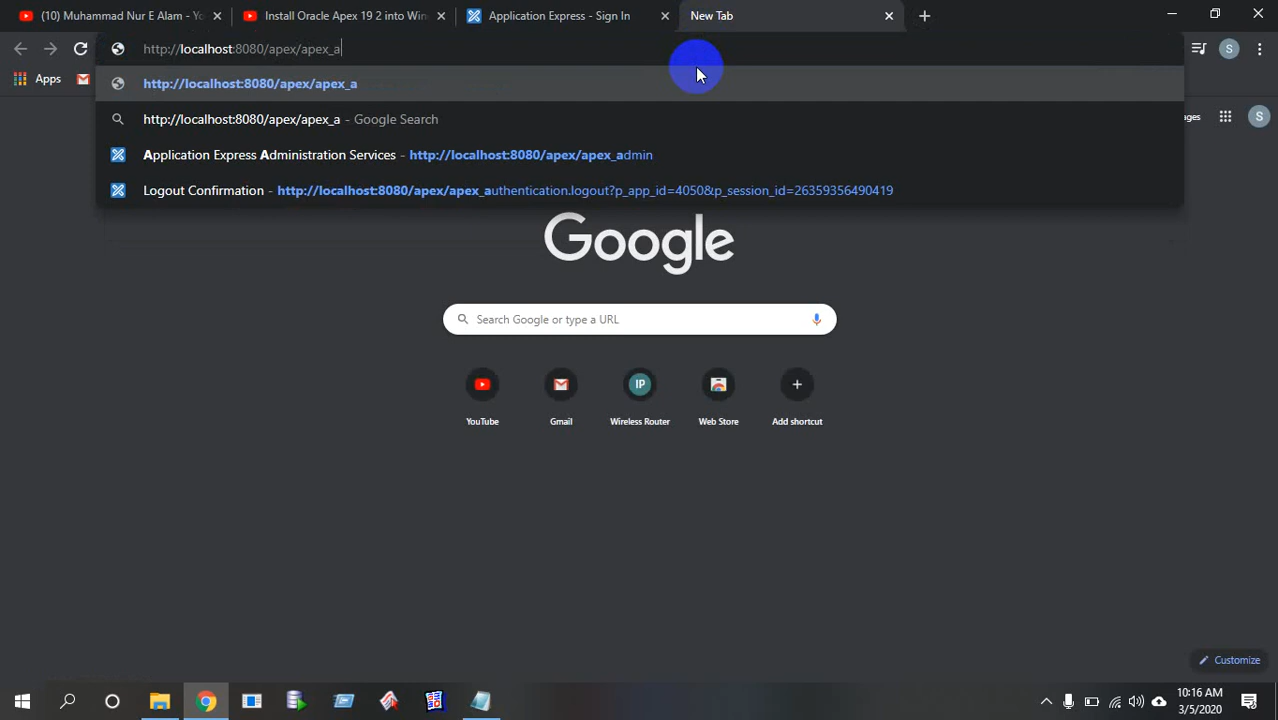 (10) Muhammad Nur E Alam - Yo
Install Oracle Apex 19 2 into Win
Application Express - Sign In
New Tab
http://localhost:8080/apex/apex_a
S
Apps
http://localhost:8080/apex/apex_a
http://localhost:8080/apex/apex_a - Google Search
ages
S
Application Express Administration Services - http://localhost:8080/apex/apex_admin
Logout Confirmation - http://localhost:8080/apex/apex_authentication.logout?p_app_id=4050&p_session_id=26359356490419
Google
Search Google or type a URL
IP
YouTube
Gmail
Wireless Router
Web Store
Add shortcut
Customize
10:16 AM
3/5/2020